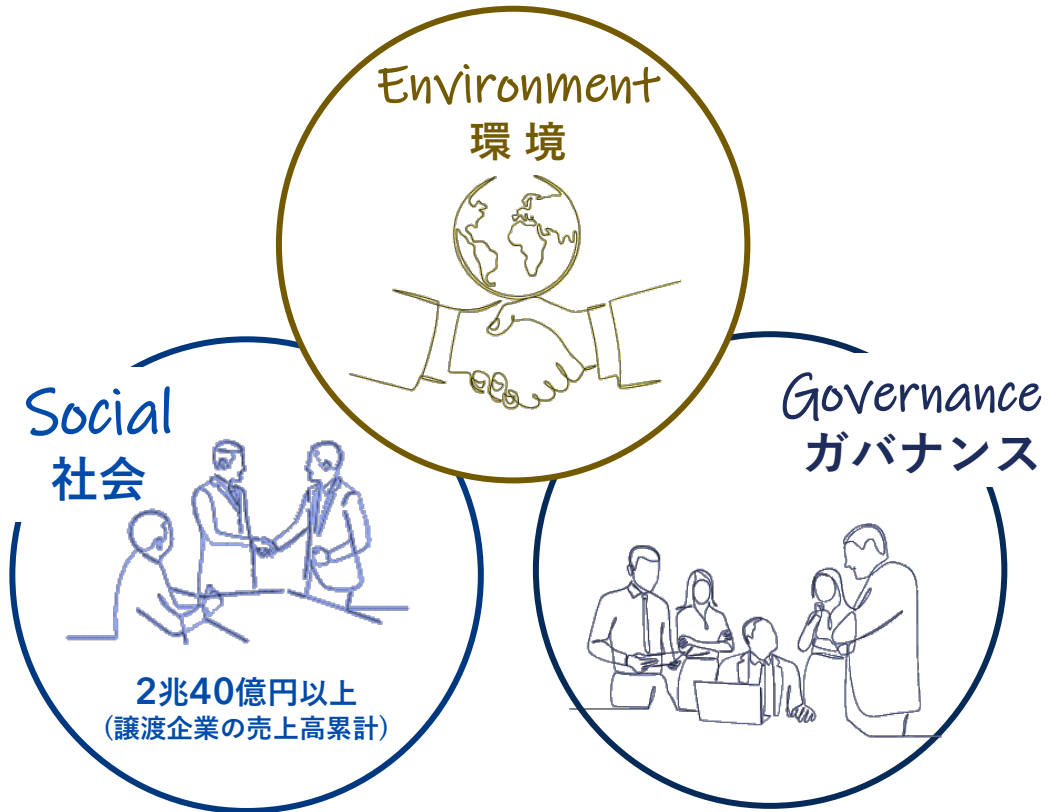 Environment
環境
Social
社会
2兆40億円以上
(譲渡企業の売上高累計)
Governance
ガバナンス